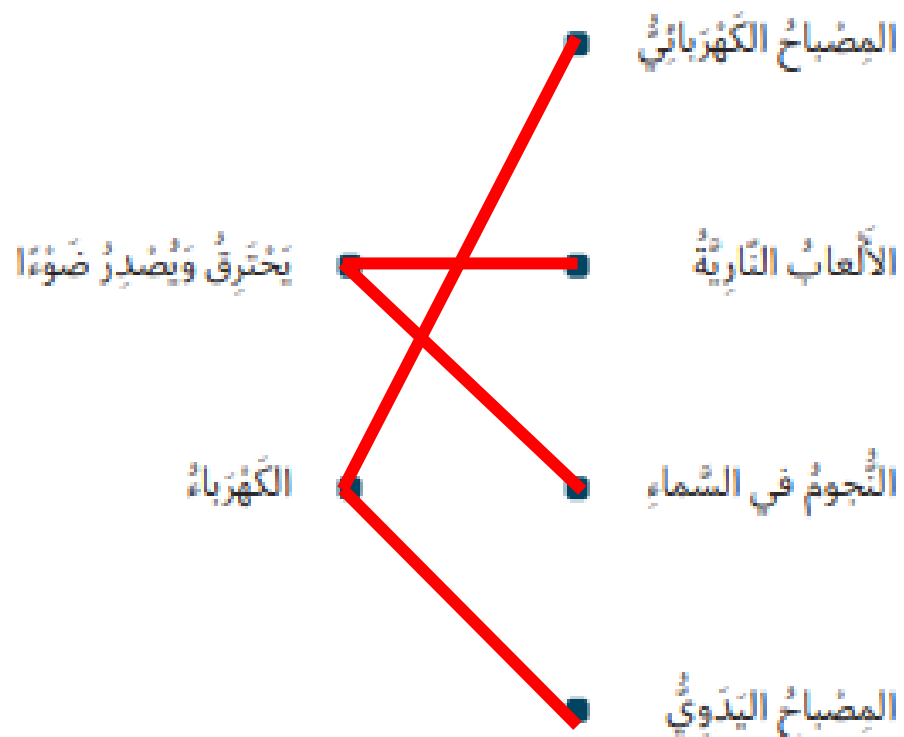 المِصْباحُ الكَهْرَبائِيُّ
الأَلْعابُ النّارِيَّةُ
يَحْتَرِقُ وَيُصْدِرُ ضَوْءًا
النُّجومُ في السَّماءِ
الكَهْرَباءُ
المِصْباحُ اليَدَوِيُّ